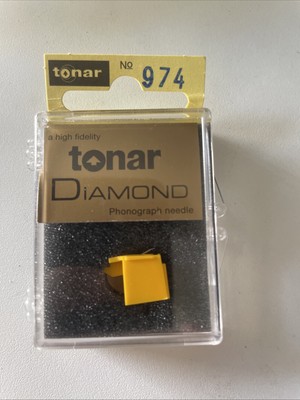 tonar No 974
a high fidelity
tonar
DiAMOND
Phonograph needle